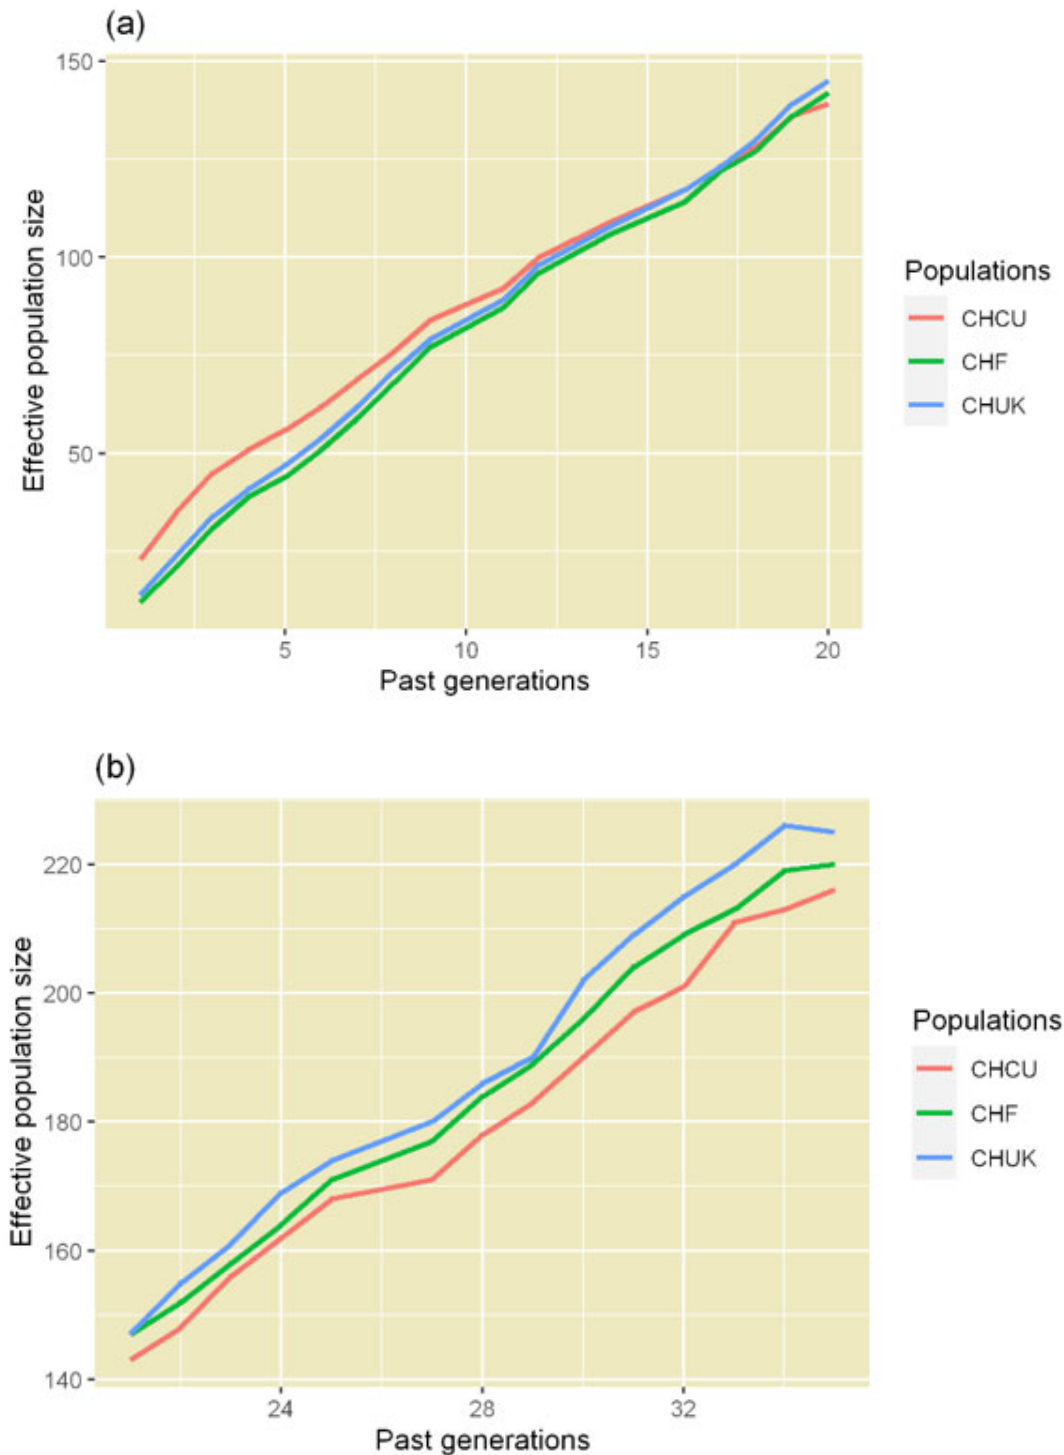 (a)
150
100
50
Effective population size
5 10 15 20
Past generations
Populations
CHCU
CHF
CHUK
(b)
220
200
180
160
140
Effective population size
24 28 32
Past generations
Populations
CHCU
CHF
CHUK